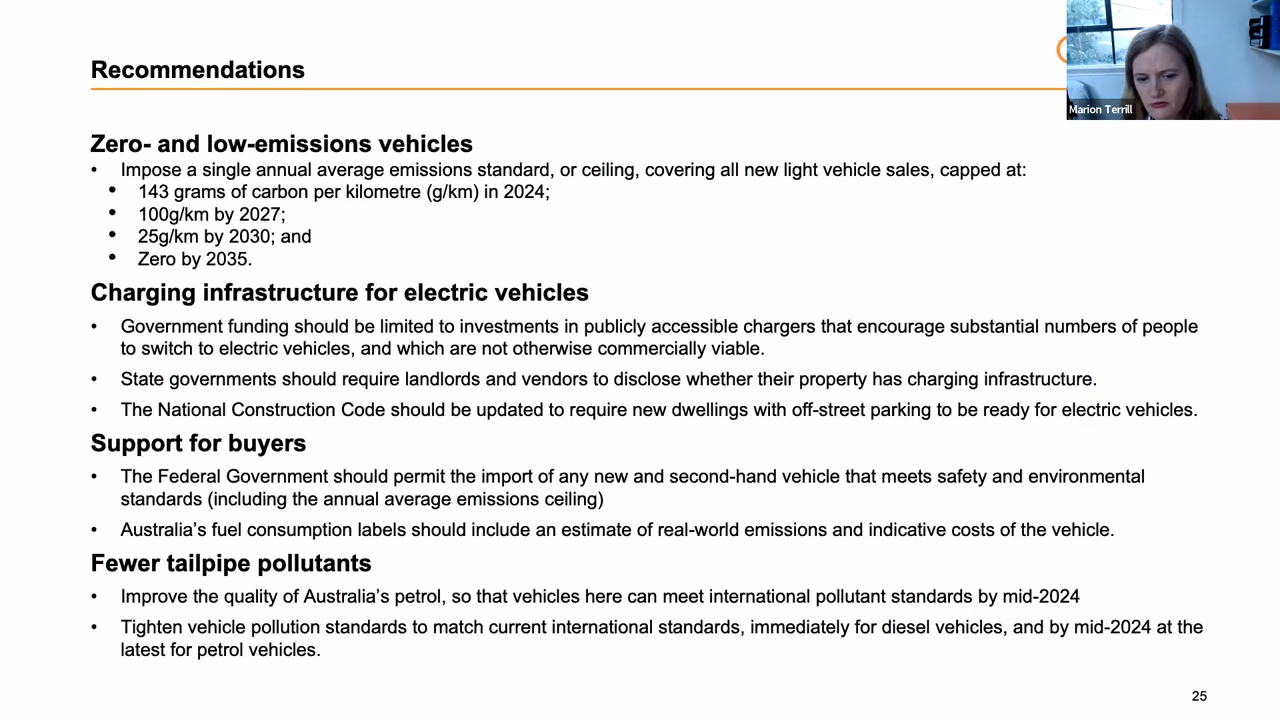 Recommendations
Marion Terrill
Zero- and low-emissions vehicles
• Impose a single annual average emissions standard, or ceiling, covering all new light vehicle sales, capped at:
• 143 grams of carbon per kilometre (g/km) in 2024;
• 100g/km by 2027;
• 25g/km by 2030; and
• Zero by 2035.
Charging infrastructure for electric vehicles
• Government funding should be limited to investments in publicly accessible chargers that encourage substantial numbers of people
to switch to electric vehicles, and which are not otherwise commercially viable.
• State governments should require landlords and vendors to disclose whether their property has charging infrastructure.
• The National Construction Code should be updated to require new dwellings with off-street parking to be ready for electric vehicles.
Support for buyers
• The Federal Government should permit the import of any new and second-hand vehicle that meets safety and environmental
standards (including the annual average emissions ceiling)
• Australia's fuel consumption labels should include an estimate of real-world emissions and indicative costs of the vehicle.
Fewer tailpipe pollutants
• Improve the quality of Australia's petrol, so that vehicles here can meet international pollutant standards by mid-2024
• Tighten vehicle pollution standards to match current international standards, immediately for diesel vehicles, and by mid-2024 at the
latest for petrol vehicles.
25